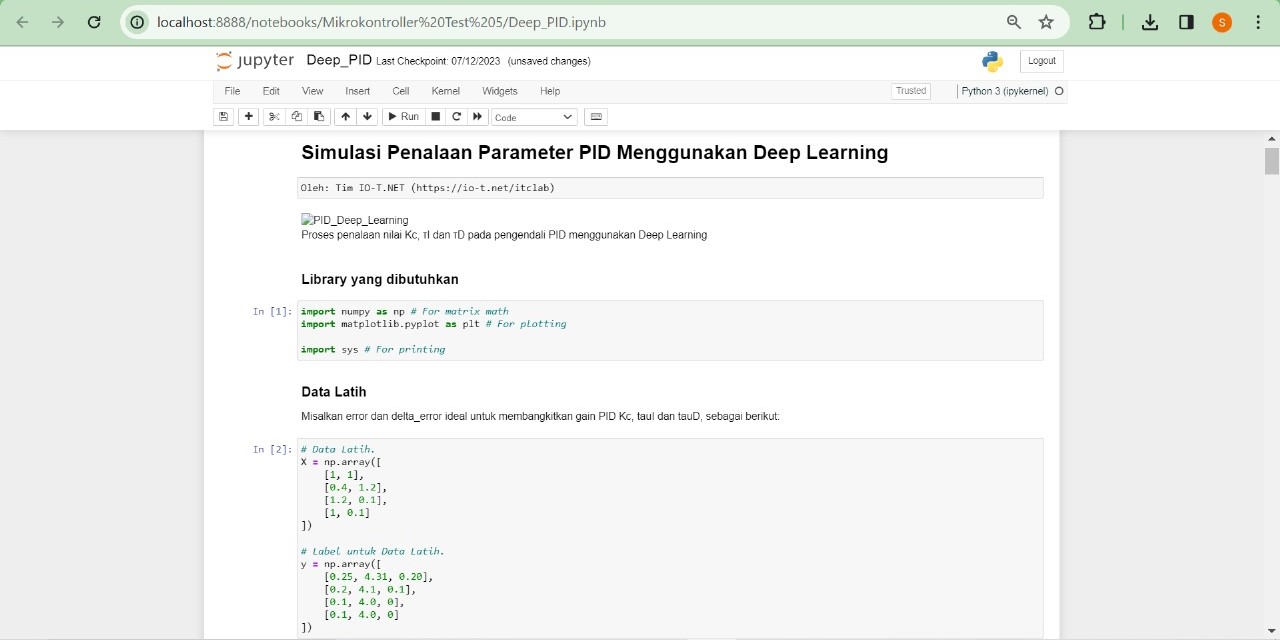 localhost:8888/notebooks/Mikrokontroller%20Test%205/Deep_PID.ipynb
S
jupyter Deep_PID Last Checkpoint: 07/12/2023 (unsaved changes)
Logout
File Edit View Insert Cell Kernel Widgets Help
Trusted
Python 3 (ipykernel)
Run
Code
Simulasi Penalaan Parameter PID Menggunakan Deep Learning
Oleh: Tim IO-T.NET (https://io-t.net/itclab)
PID_Deep_Learning
Proses penalaan nilai Kc, τI dan τD pada pengendali PID menggunakan Deep Learning
Library yang dibutuhkan
In [1]:
import numpy as np # For matrix math
import matplotlib.pyplot as plt # For plotting
import sys # For printing
Data Latih
Misalkan error dan delta_error ideal untuk membangkitkan gain PID Kc, tauI dan tauD, sebagai berikut:
In [2]:
# Data Latih.
X = np.array([
[1, 1],
[0.4, 1.2],
[1.2, 0.1],
[1, 0.1]
])
# Label untuk Data Latih.
y = np.array([
[0.25, 4.31, 0.20],
[0.2, 4.1, 0.1],
[0.1, 4.0, 0],
[0.1, 4.0, 0]
])